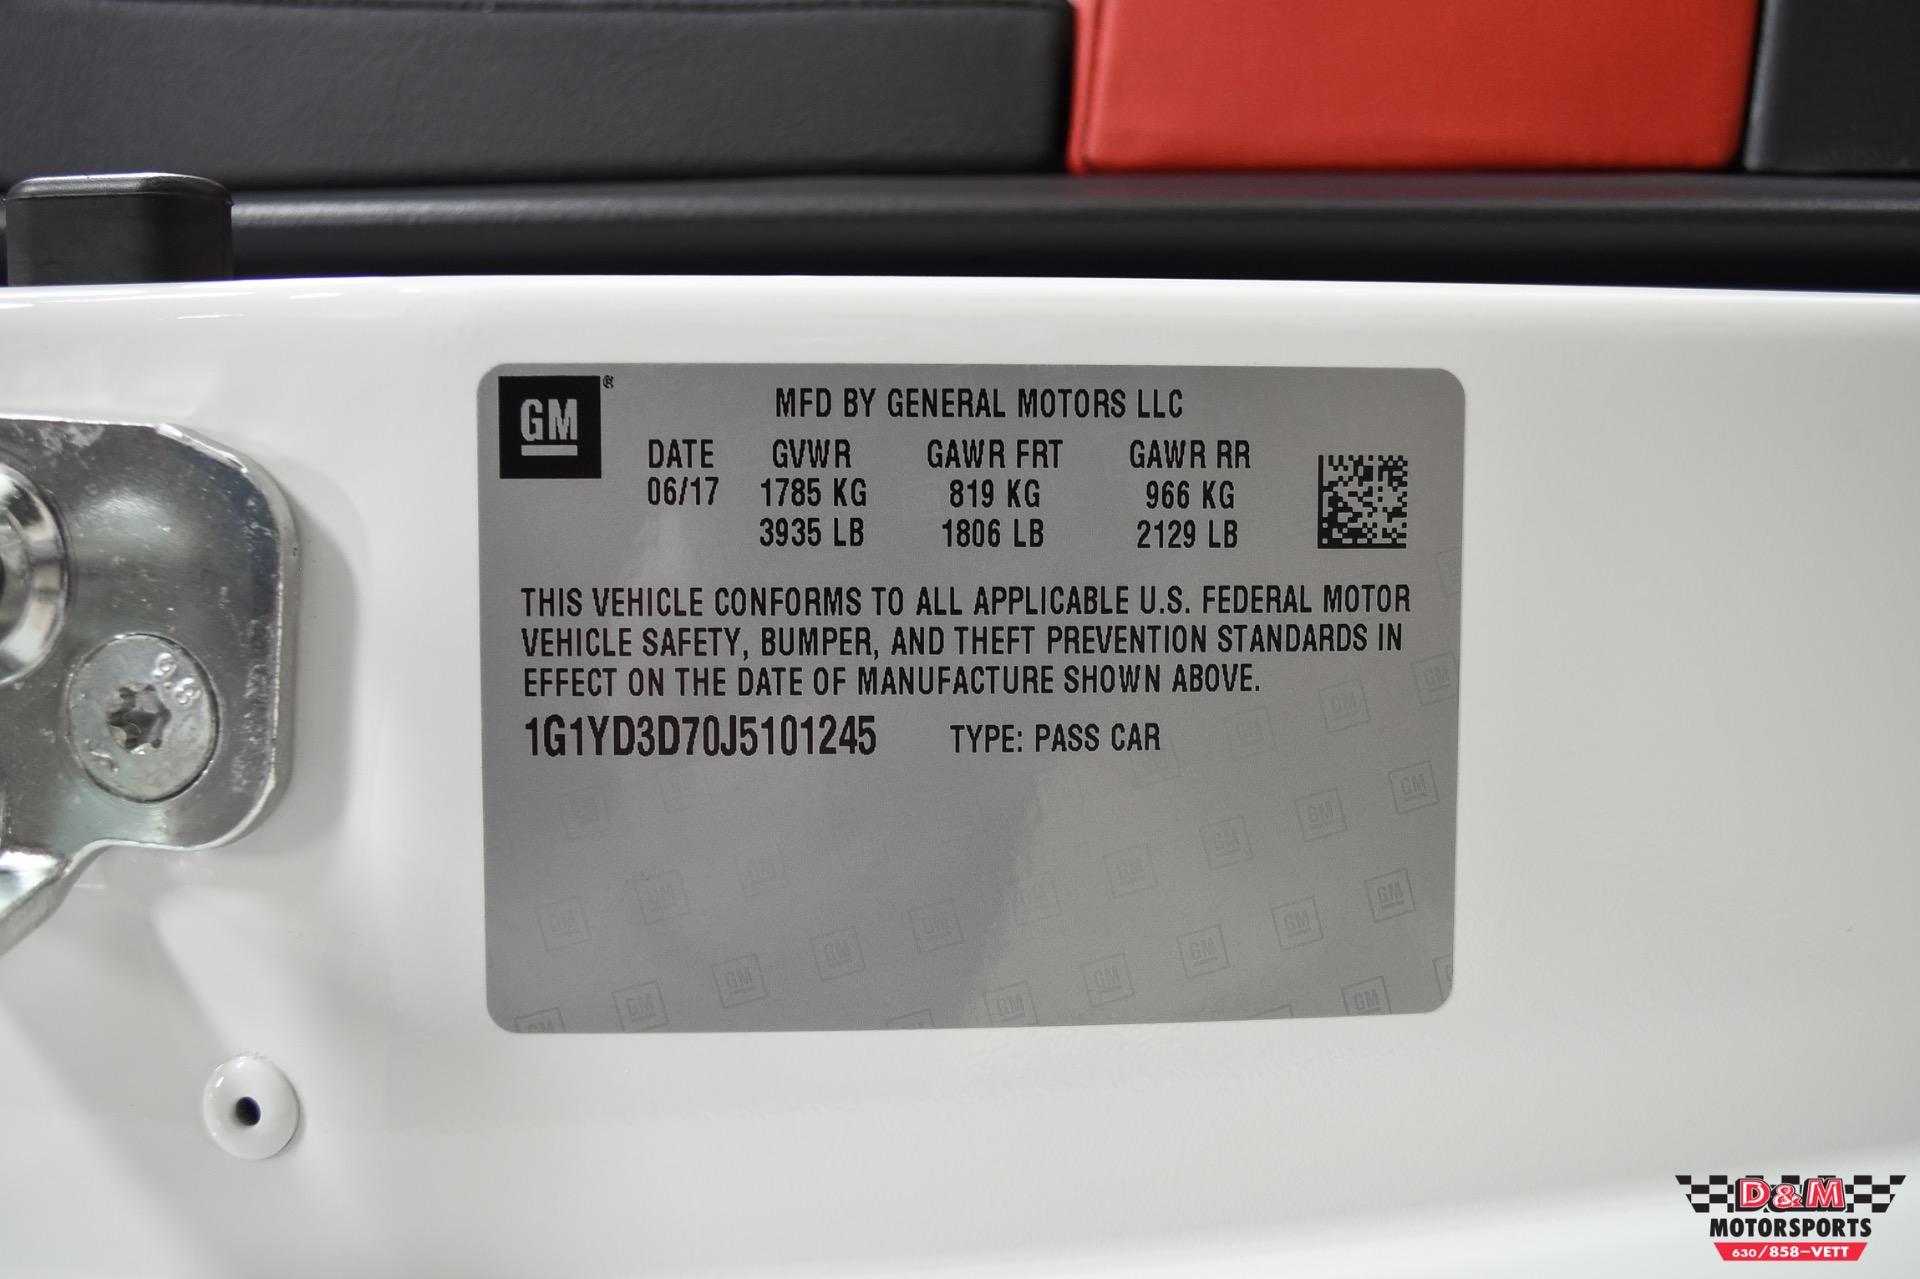 GM ®
MFD BY GENERAL MOTORS LLC
DATE GVWR GAWR FRT GAWR RR
06/17 1785 KG 819 KG 966 KG
3935 LB 1806 LB 2129 LB
THIS VEHICLE CONFORMS TO ALL APPLICABLE U.S. FEDERAL MOTOR
VEHICLE SAFETY, BUMPER, AND THEFT PREVENTION STANDARDS IN
EFFECT ON THE DATE OF MANUFACTURE SHOWN ABOVE.
1G1YD3D70J5101245 TYPE: PASS CAR
D&M
MOTORSPORTS
630/858-VETT